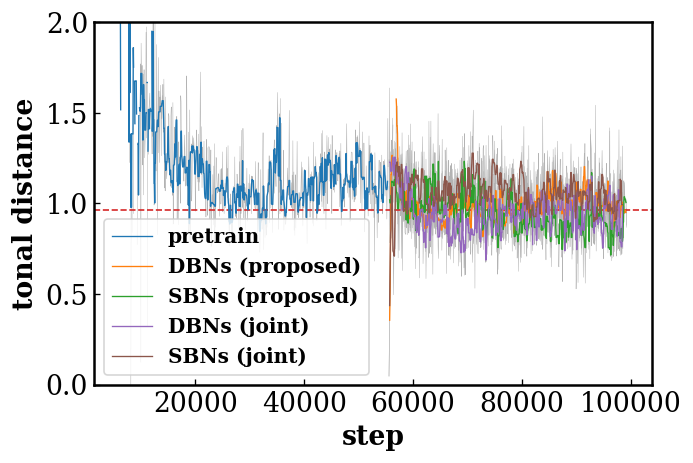 2.0
1.5
1.0
0.5
0.0
tonal distance
pretrain
DBNs (proposed)
SBNs (proposed)
DBNs (joint)
SBNs (joint)
20000 40000 60000 80000 100000
step